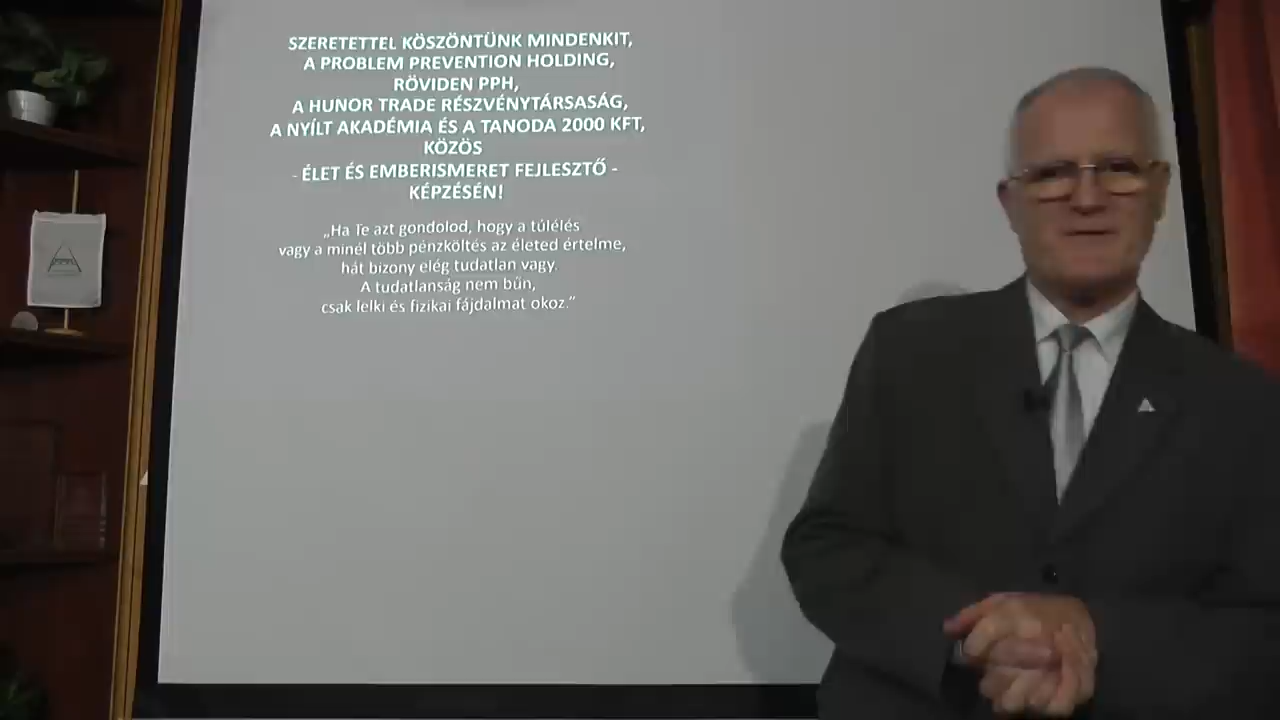 SZERETETTEL KÖSZÖNTÜNK MINDENKIT,
A PROBLEM PREVENTION HOLDING,
RÖVIDEN PPH,
A HUNOR TRADE RÉSZVÉNYTÁRSASÁG,
A NYÍLT AKADÉMIA ÉS A TANODA 2000 KFT,
KÖZÖS
- ÉLET ÉS EMBERISMERET FEJLESZTŐ -
KÉPZÉSÉN!
„Ha Te azt gondolod, hogy a túlélés
vagy a minél több pénzköltés az életed értelme,
hát bizony elég tudatlan vagy.
A tudatlanság nem bűn,
csak lelki és fizikai fájdalmat okoz.”